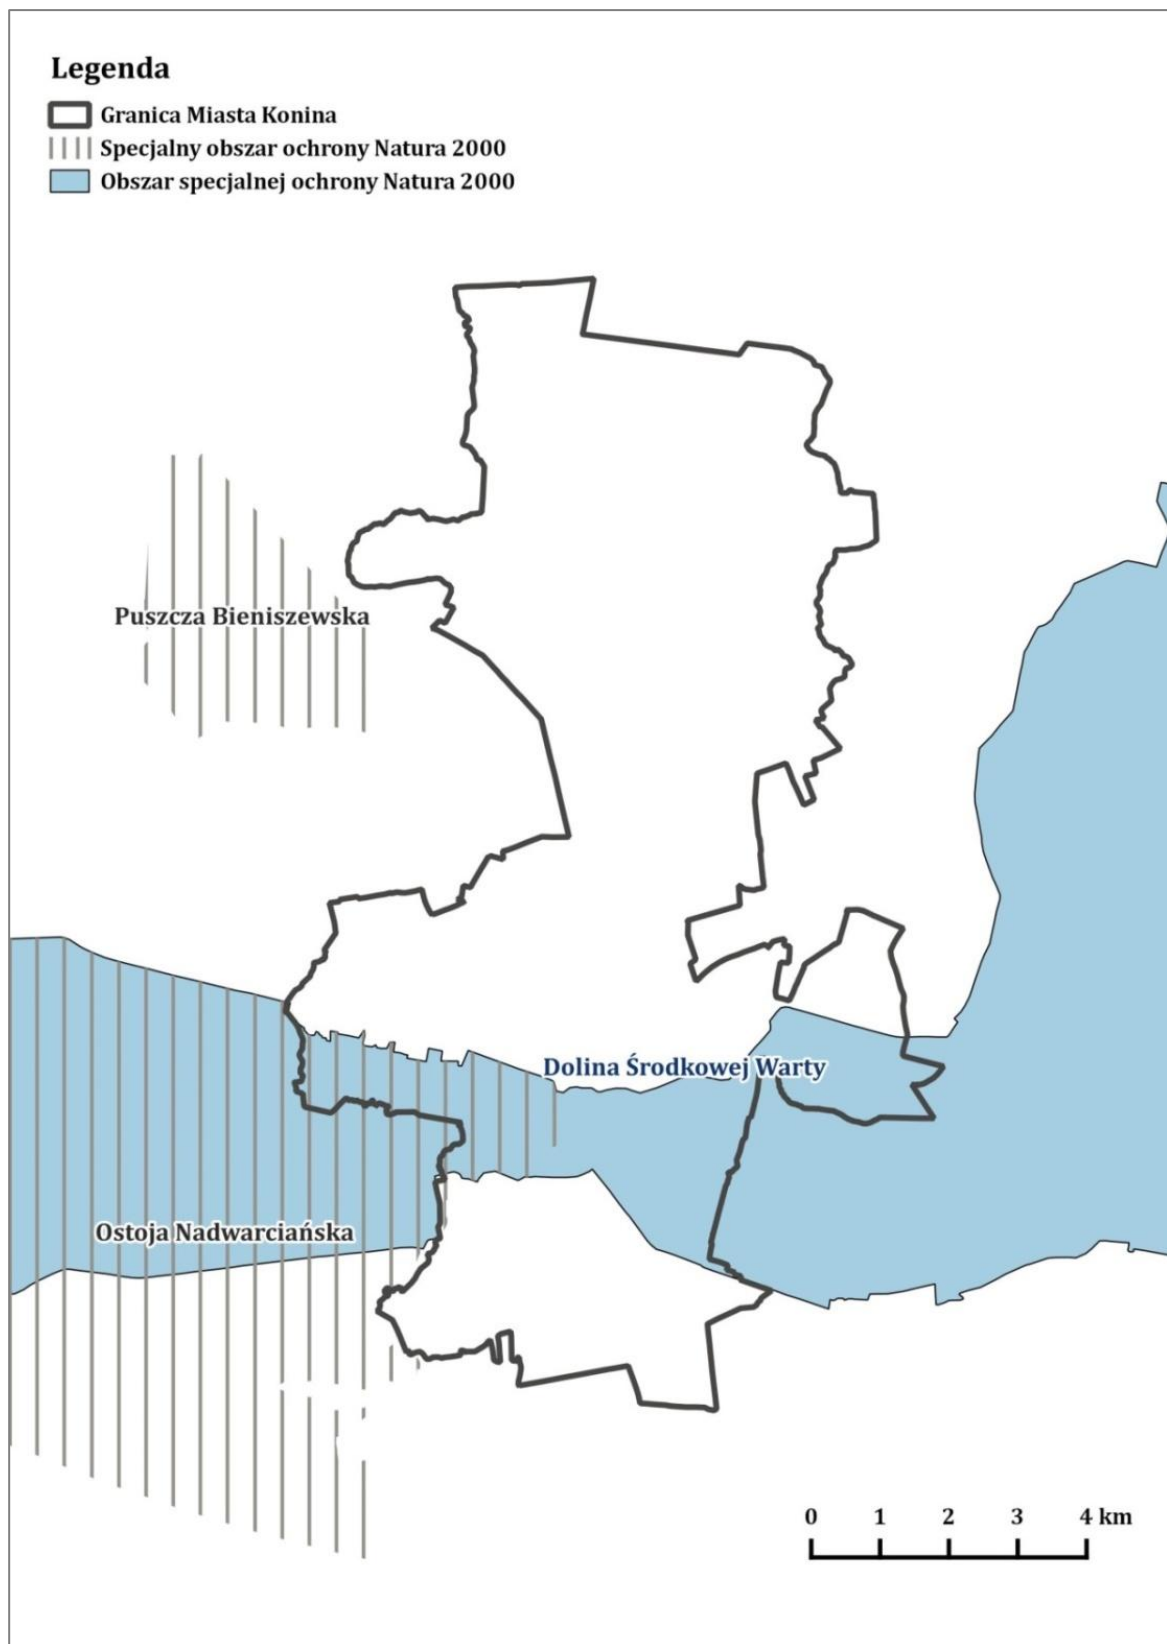 Legenda
Granica Miasta Konina
Specjalny obszar ochrony Natura 2000
Obszar specjalnej ochrony Natura 2000
Puszcza Bieniszewska
Dolina Środkowej Warty
Ostoja Nadwarciańska
0 1 2 3 4 km